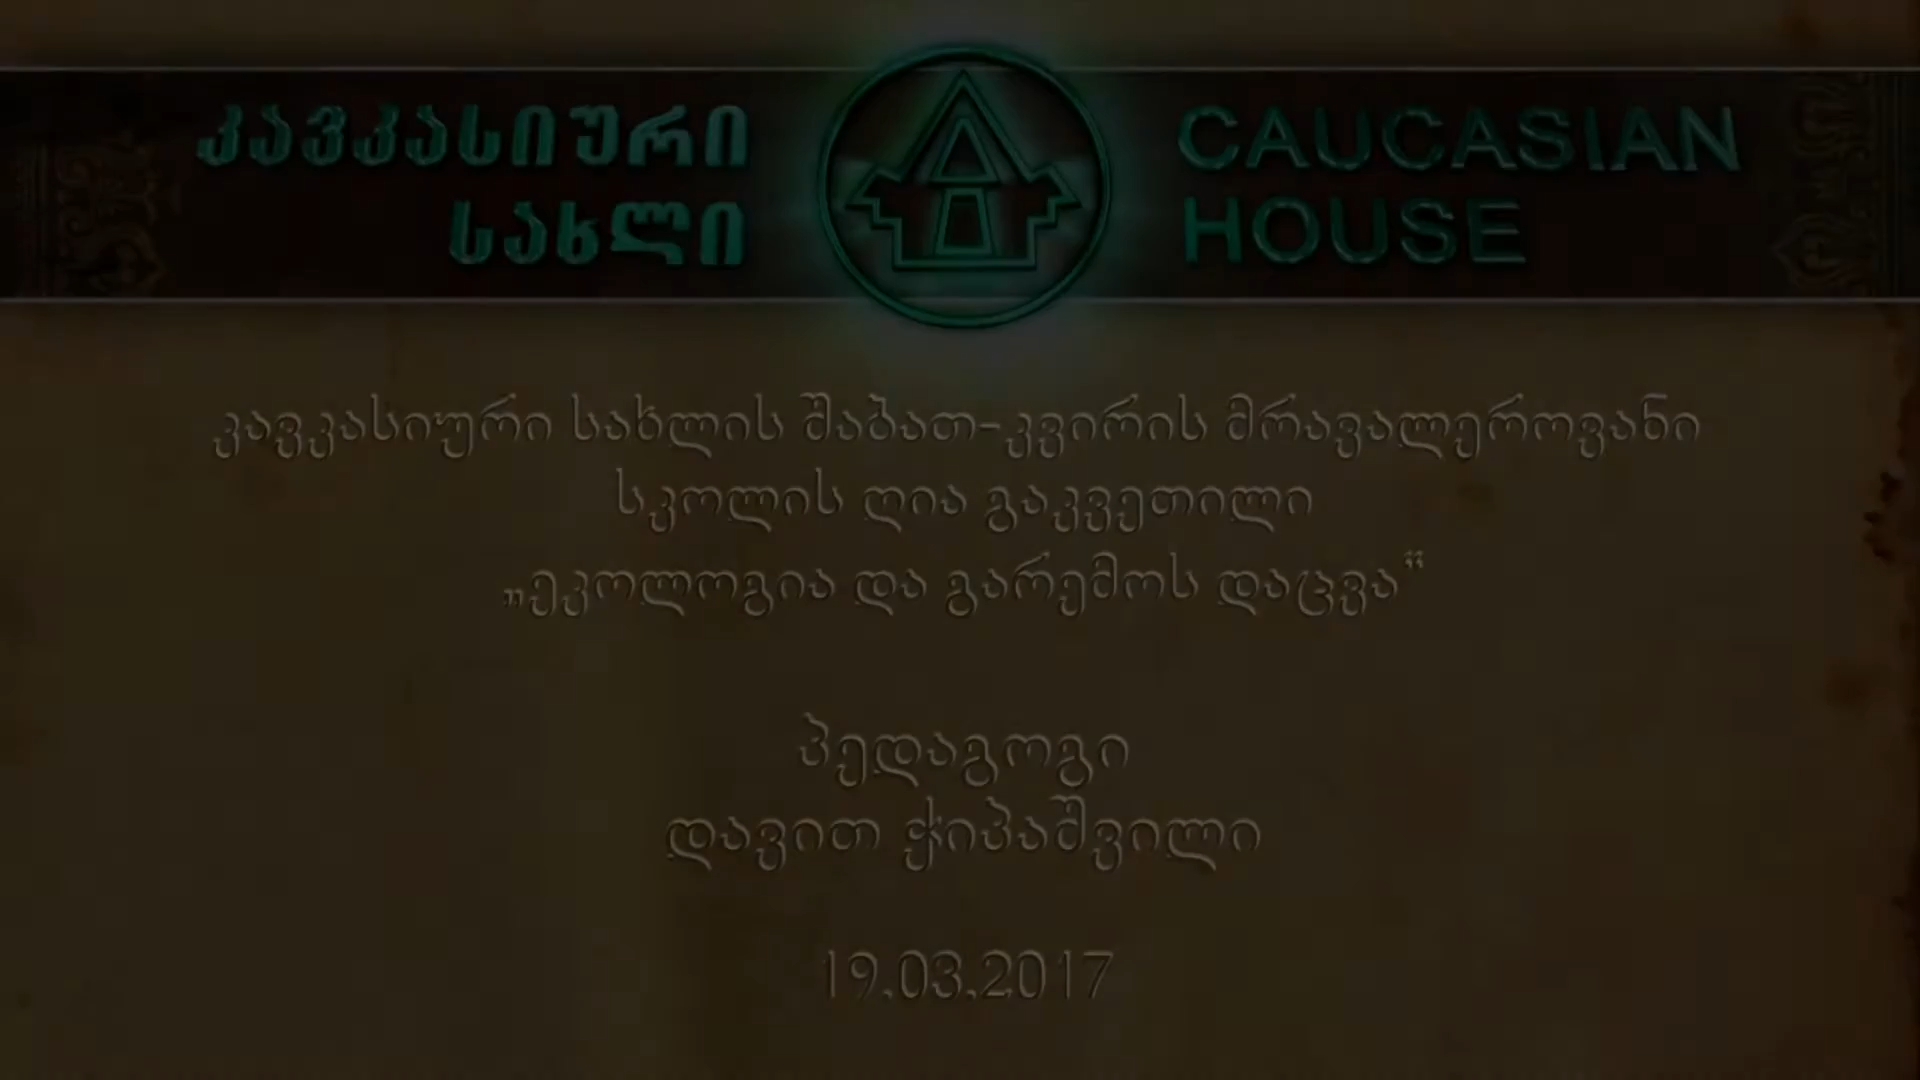 კავკასიური
სახლი
CAUCASIAN
HOUSE
კავკასიური სახლის შაბათ-კვირის მრავალეროვანი
სკოლის ღია გაკვეთილი
„ეკოლოგია და გარემოს დაცვა“
პედაგოგი
დავით ჭიპაშვილი
19.03.2017